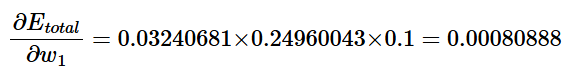 ∂E_total/∂w_1 = 0.03240681×0.24960043×0.1 = 0.00080888